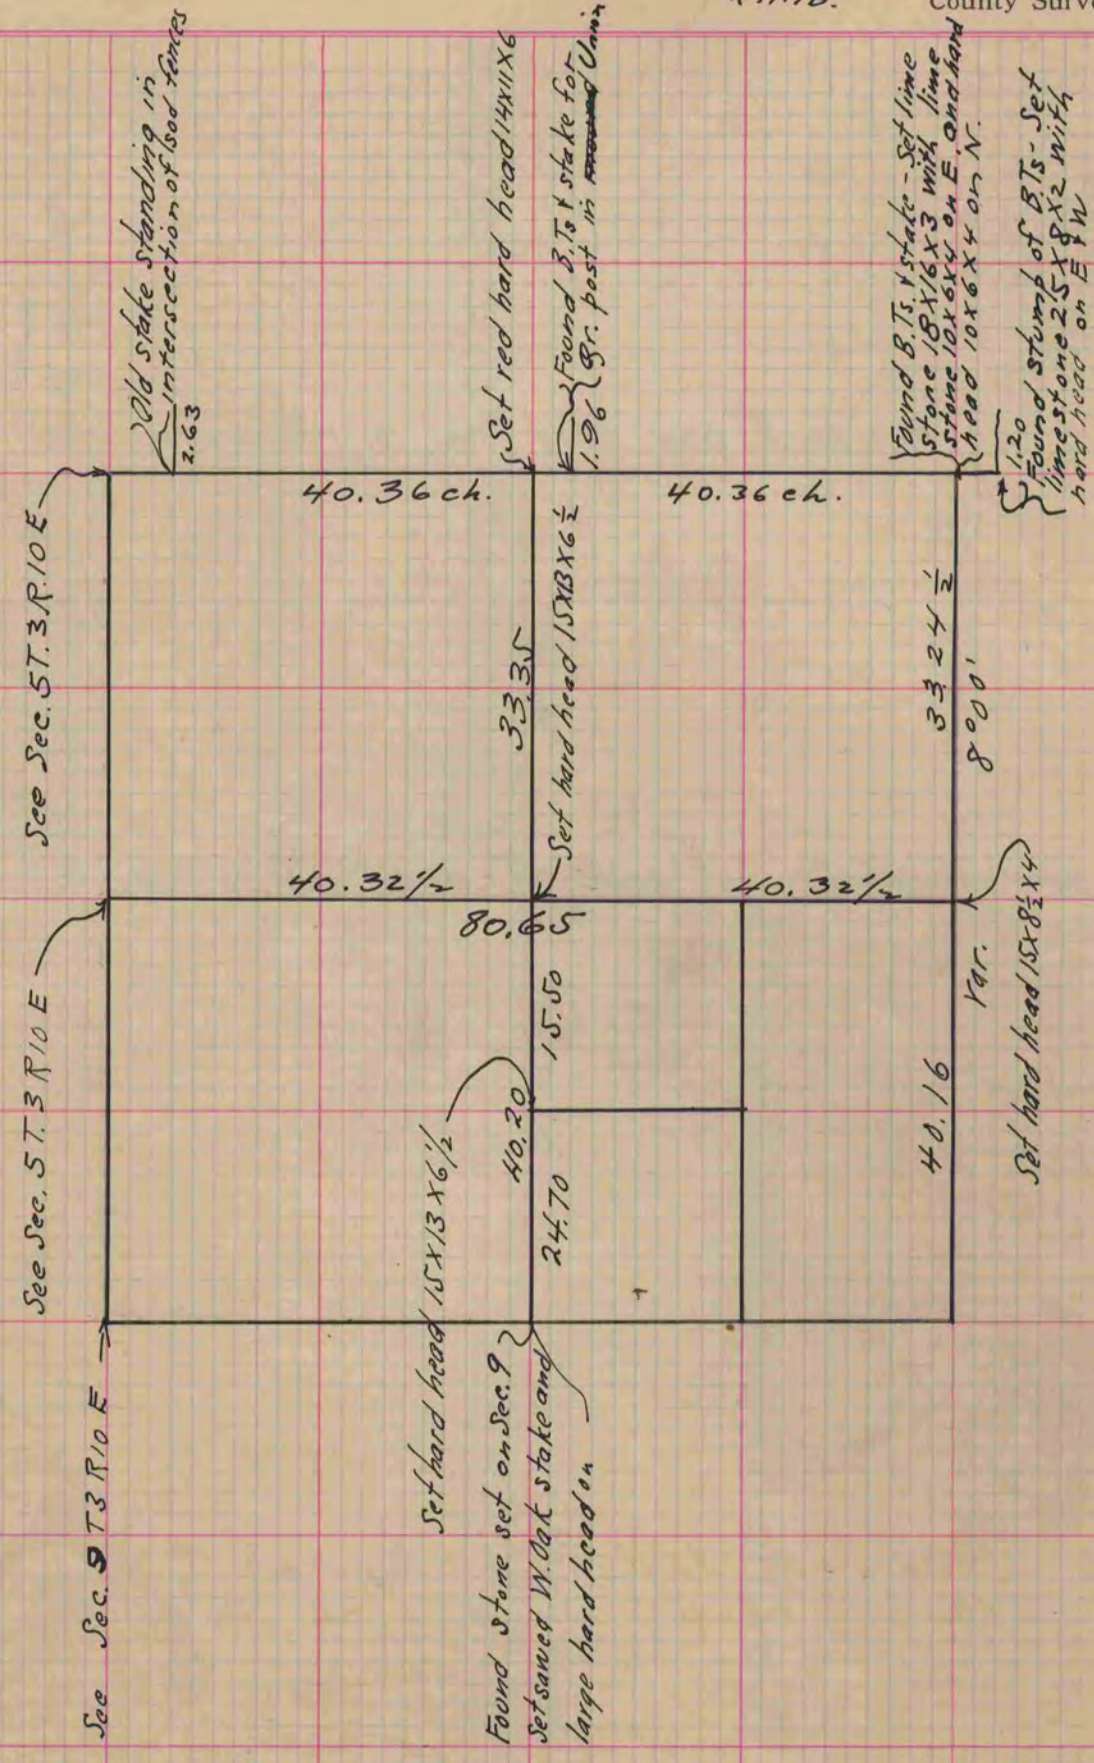 County Surve
Old stake standing in
intersection of sod fences
2.63
Set red hard head 14X11X6
Found B.Ts & stake for
Gr. post in mound Union
1.96
Found B.Ts. & stake - Set lime
stone 18X16X3 with lime
stone 10X6X4 on E. and hard
head 10X6X4 on N.
1.20
Found stump of B.Ts - Set
limestone 25X8X2 with
hard head on E & W
See Sec. 5 T. 3 R. 10 E
40.36 ch.
40.36 ch.
33.35
Set hard head 15X13X6½
33 24 ½
8°00'
40.32½
40.32½
80.65
See Sec. 5 T. 3 R 10 E
15.50
Var.
Set hard head 15X8½X4
40.20
24.70
40.16
Set hard head 15X13X6½
See Sec. 9 T3 R10 E
Found stone set on Sec. 9
Set sawed W. Oak stake and
large hard head on